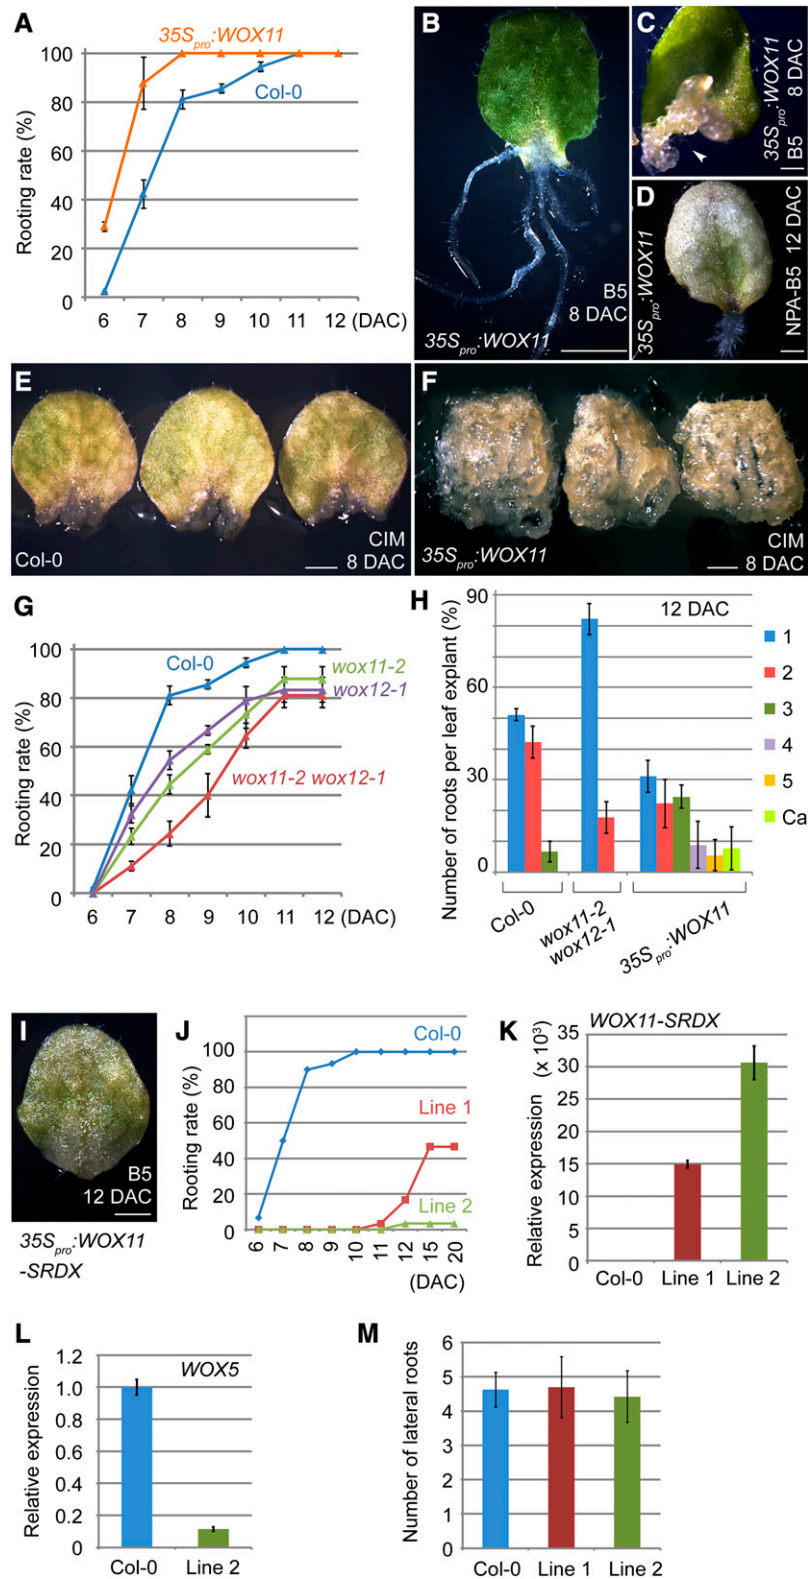 A
35Spro:WOX11
Col-0
Rooting rate (%)
100
80
60
40
20
0
6 7 8 9 10 11 12 (DAC)
B
B5
8 DAC
35Spro:WOX11
C
35Spro:WOX11
B5 8 DAC
D
35Spro:WOX11
NPA-B5 12 DAC
E
Col-0
CIM
8 DAC
F
35Spro:WOX11
CIM
8 DAC
G
Rooting rate (%)
100
80
60
40
20
0
Col-0
wox11-2
wox12-1
wox11-2 wox12-1
6 7 8 9 10 11 12 (DAC)
H
12 DAC
Number of roots per leaf explant (%)
90
60
30
0
1
2
3
4
5
Ca
Col-0
wox11-2
wox12-1
35Spro:WOX11
I
B5
12 DAC
35Spro:WOX11
-SRDX
J
Rooting rate (%)
100
80
60
40
20
0
Col-0
Line 1
Line 2
6 7 8 9 10 11 12 15 20
(DAC)
K
WOX11-SRDX
Relative expression (x 10³)
35
30
25
20
15
10
5
0
Col-0 Line 1 Line 2
L
WOX5
Relative expression
1.2
1.0
0.8
0.6
0.4
0.2
0
Col-0 Line 2
M
Number of lateral roots
6
5
4
3
2
1
0
Col-0 Line 1 Line 2